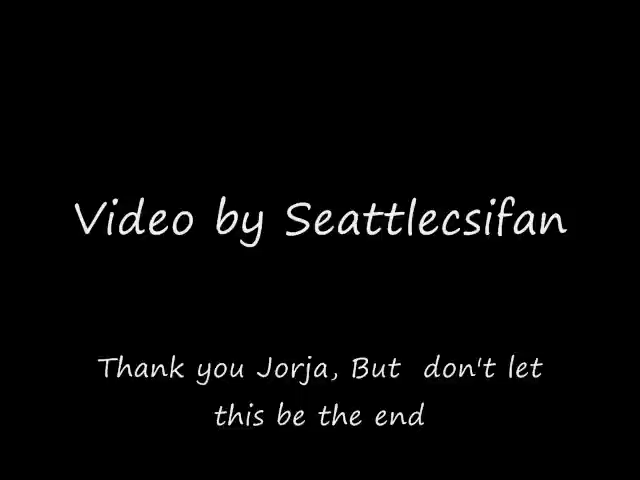 Video by Seattlecsifan
Thank you Jorja, But  don't let
this be the end